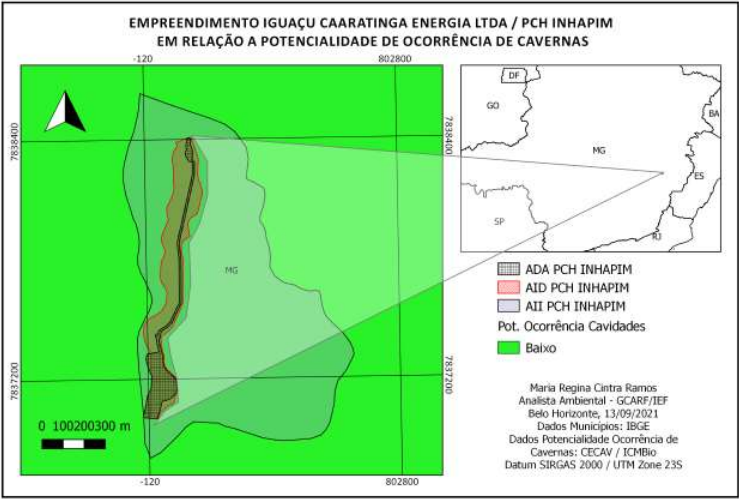 EMPREENDIMENTO IGUAÇU CAARATINGA ENERGIA LTDA / PCH INHAPIM
EM RELAÇÃO A POTENCIALIDADE DE OCORRÊNCIA DE CAVERNAS
-120
802800
7838400
7838400
MG
7837200
7837200
0 100200300 m
-120
802800
DF
GO
BA
MG
ES
SP
RJ
ADA PCH INHAPIM
AID PCH INHAPIM
AII PCH INHAPIM
Pot. Ocorrência Cavidades
Baixo
Maria Regina Cintra Ramos
Analista Ambiental - GCARF/IEF
Belo Horizonte, 13/09/2021
Dados Municípios: IBGE
Dados Potencialidade Ocorrência de
Cavernas: CECAV / ICMBio
Datum SIRGAS 2000 / UTM Zone 23S